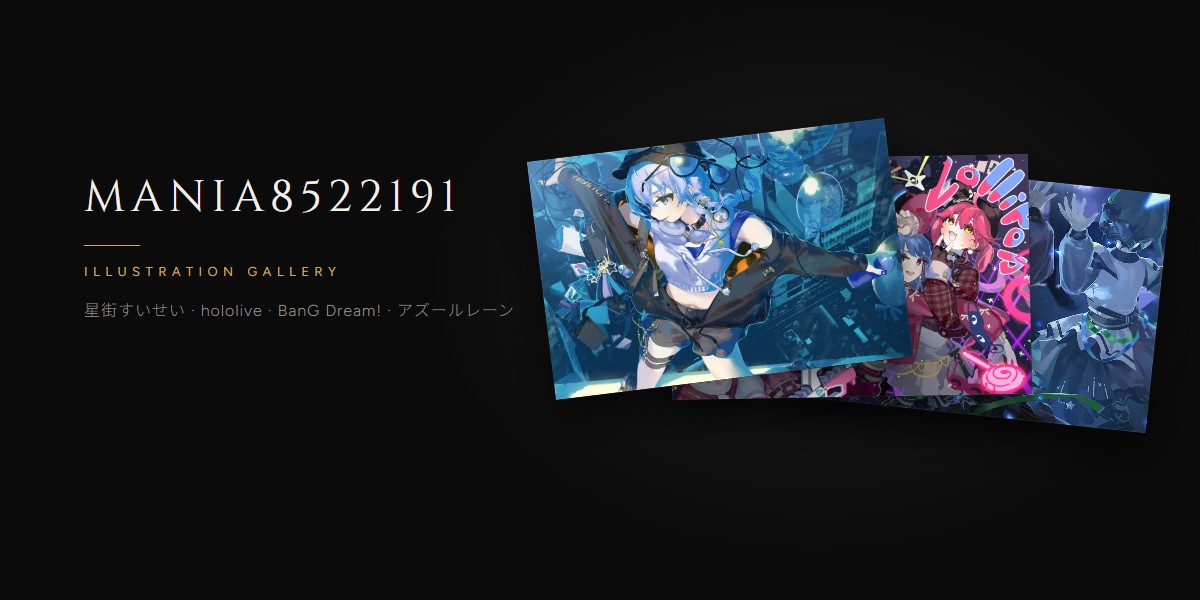 MANIA8522191
ILLUSTRATION GALLERY
星街すいせい · hololive · BanG Dream! · アズールレーン